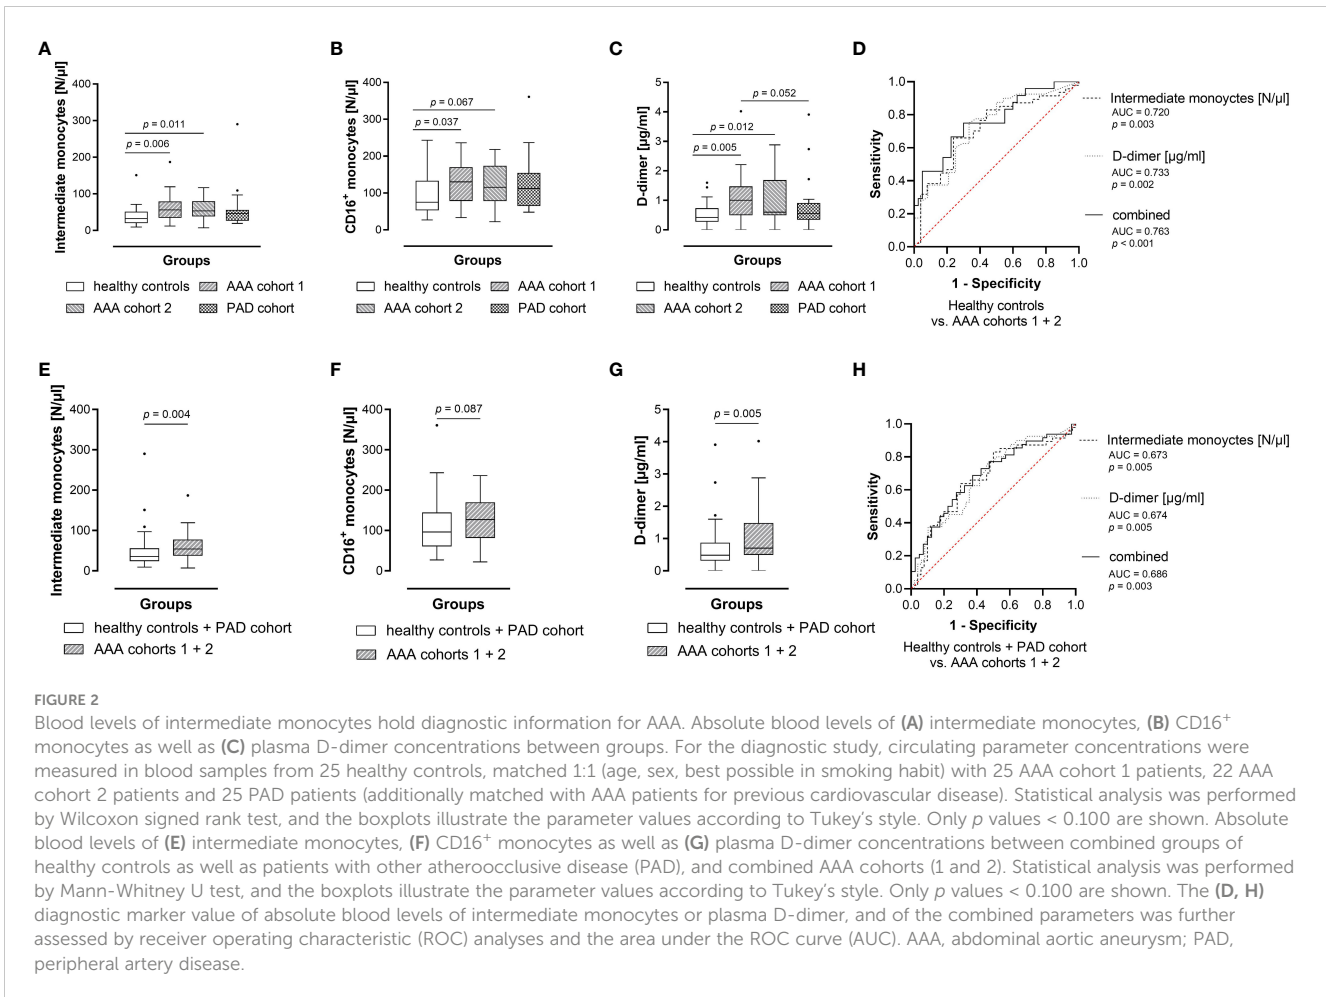 A
Intermediate monocytes [N/µl]
400
300
200
100
0
p = 0.011
p = 0.006
Groups
healthy controls
AAA cohort 1
AAA cohort 2
PAD cohort
B
CD16+ monocytes [N/µl]
400
300
200
100
0
p = 0.067
p = 0.037
Groups
healthy controls
AAA cohort 1
AAA cohort 2
PAD cohort
C
D-dimer [µg/ml]
5
4
3
2
1
0
p = 0.052
p = 0.012
p = 0.005
Groups
healthy controls
AAA cohort 1
AAA cohort 2
PAD cohort
D
Sensitivity
1.0
0.8
0.6
0.4
0.2
0.0
0.0 0.2 0.4 0.6 0.8 1.0
1 - Specificity
Healthy controls
vs. AAA cohorts 1 + 2
Intermediate monoyctes [N/µl]
AUC = 0.720
p = 0.003
D-dimer [µg/ml]
AUC = 0.733
p = 0.002
combined
AUC = 0.763
p < 0.001
E
Intermediate monocytes [N/µl]
400
300
200
100
0
p = 0.004
Groups
healthy controls + PAD cohort
AAA cohorts 1 + 2
F
CD16+ monocytes [N/µl]
400
300
200
100
0
p = 0.087
Groups
healthy controls + PAD cohort
AAA cohorts 1 + 2
G
D-dimer [µg/ml]
5
4
3
2
1
0
p = 0.005
Groups
healthy controls + PAD cohort
AAA cohorts 1 + 2
H
Sensitivity
1.0
0.8
0.6
0.4
0.2
0.0
0.0 0.2 0.4 0.6 0.8 1.0
1 - Specificity
Healthy controls + PAD cohort
vs. AAA cohorts 1 + 2
Intermediate monoyctes [N/µl]
AUC = 0.673
p = 0.005
D-dimer [µg/ml]
AUC = 0.674
p = 0.005
combined
AUC = 0.686
p = 0.003
FIGURE 2
Blood levels of intermediate monocytes hold diagnostic information for AAA. Absolute blood levels of (A) intermediate monocytes, (B) CD16+
monocytes as well as (C) plasma D-dimer concentrations between groups. For the diagnostic study, circulating parameter concentrations were
measured in blood samples from 25 healthy controls, matched 1:1 (age, sex, best possible in smoking habit) with 25 AAA cohort 1 patients, 22 AAA
cohort 2 patients and 25 PAD patients (additionally matched with AAA patients for previous cardiovascular disease). Statistical analysis was performed
by Wilcoxon signed rank test, and the boxplots illustrate the parameter values according to Tukey's style. Only p values < 0.100 are shown. Absolute
blood levels of (E) intermediate monocytes, (F) CD16+ monocytes as well as (G) plasma D-dimer concentrations between combined groups of
healthy controls as well as patients with other atheroocclusive disease (PAD), and combined AAA cohorts (1 and 2). Statistical analysis was performed
by Mann-Whitney U test, and the boxplots illustrate the parameter values according to Tukey's style. Only p values < 0.100 are shown. The (D, H)
diagnostic marker value of absolute blood levels of intermediate monocytes or plasma D-dimer, and of the combined parameters was further
assessed by receiver operating characteristic (ROC) analyses and the area under the ROC curve (AUC). AAA, abdominal aortic aneurysm; PAD,
peripheral artery disease.